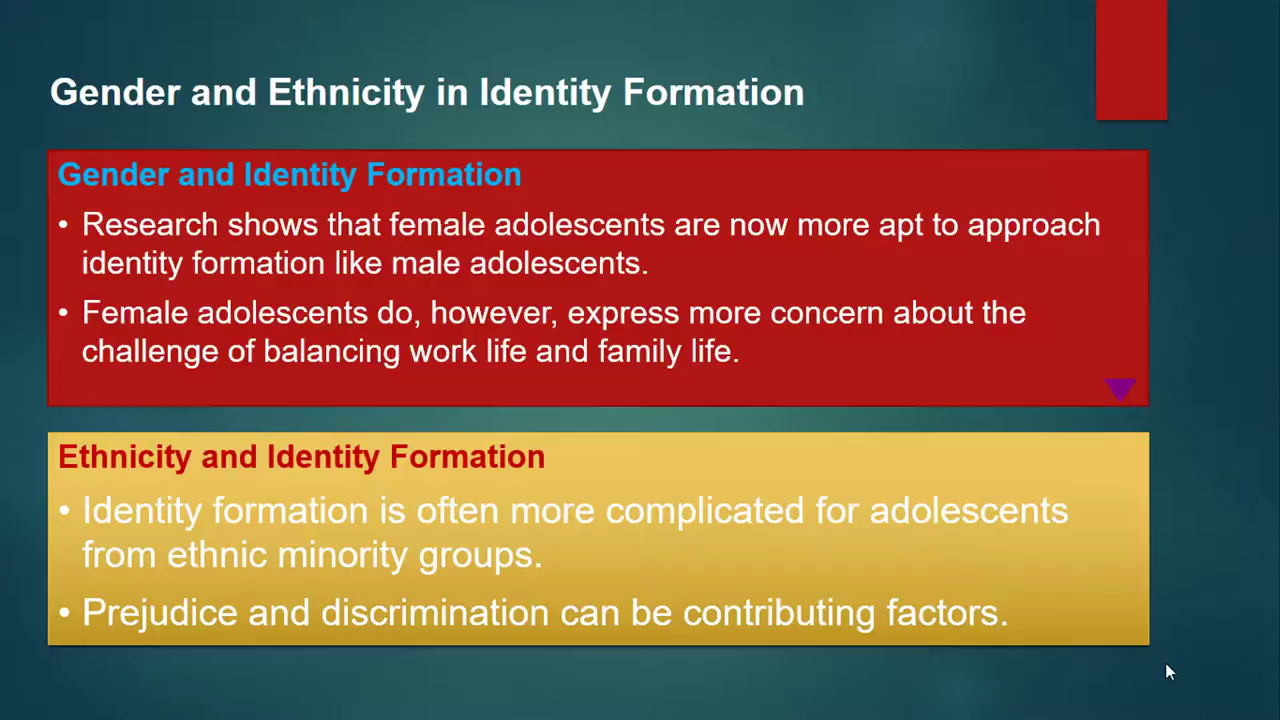 Gender and Ethnicity in Identity Formation
Gender and Identity Formation
• Research shows that female adolescents are now more apt to approach
identity formation like male adolescents.
• Female adolescents do, however, express more concern about the
challenge of balancing work life and family life.
Ethnicity and Identity Formation
• Identity formation is often more complicated for adolescents
from ethnic minority groups.
• Prejudice and discrimination can be contributing factors.